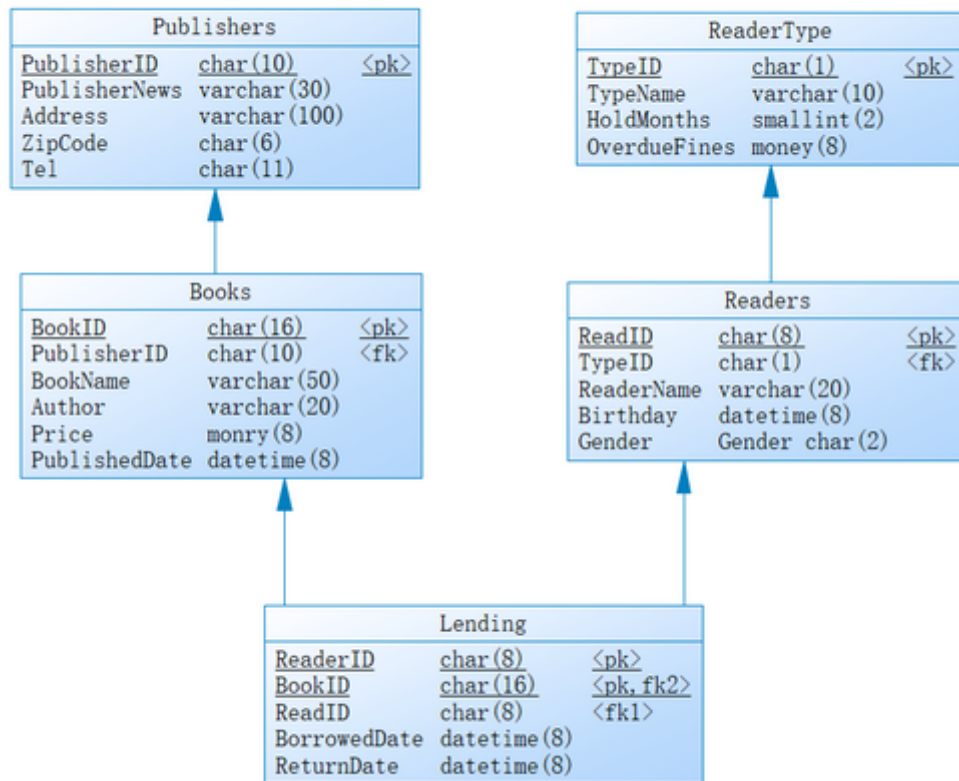 Publishers
PublisherID char(10) <pk>
PublisherNews varchar(30)
Address varchar(100)
ZipCode char(6)
Tel char(11)
ReaderType
TypeID char(1) <pk>
TypeName varchar(10)
HoldMonths smallint(2)
OverdueFines money(8)
Books
BookID char(16) <pk>
PublisherID char(10) <fk>
BookName varchar(50)
Author varchar(20)
Price monry(8)
PublishedDate datetime(8)
Readers
ReadID char(8) <pk>
TypeID char(1) <fk>
ReaderName varchar(20)
Birthday datetime(8)
Gender Gender char(2)
Lending
ReaderID char(8) <pk>
BookID char(16) <pk,fk2>
ReadID char(8) <fk1>
BorrowedDate datetime(8)
ReturnDate datetime(8)